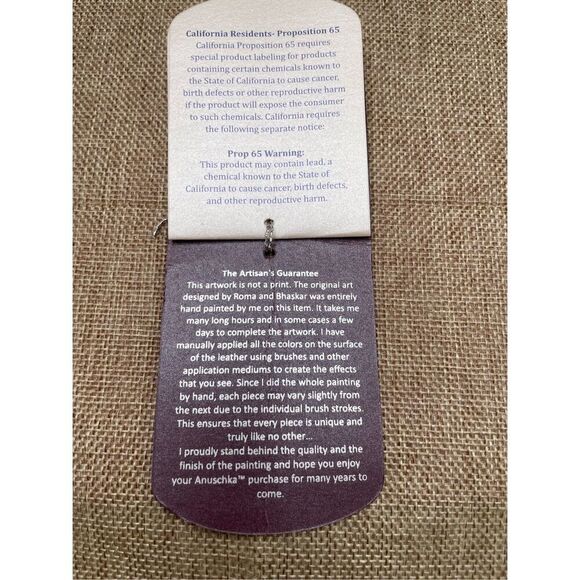 California Residents- Proposition 65
California Proposition 65 requires
special product labeling for products
containing certain chemicals known to
the State of California to cause cancer,
birth defects or other reproductive harm
if the product will expose the consumer
to such chemicals. California requires
the following separate notice:
Prop 65 Warning:
This product may contain lead, a
chemical known to the State of
California to cause cancer, birth defects,
and other reproductive harm.
The Artisan's Guarantee
This artwork is not a print. The original art
designed by Roma and Bhaskar was entirely
hand painted by me on this item. It takes me
many long hours and in some cases a few
days to complete the artwork. I have
manually applied all the colors on the surface
of the leather using brushes and other
application mediums to create the effects
that you see. Since I did the whole painting
by hand, each piece may vary slightly from
the next due to the individual brush strokes.
This ensures that every piece is unique and
truly like no other...
I proudly stand behind the quality and the
finish of the painting and hope you enjoy
your Anuschka™ purchase for many years to
come.